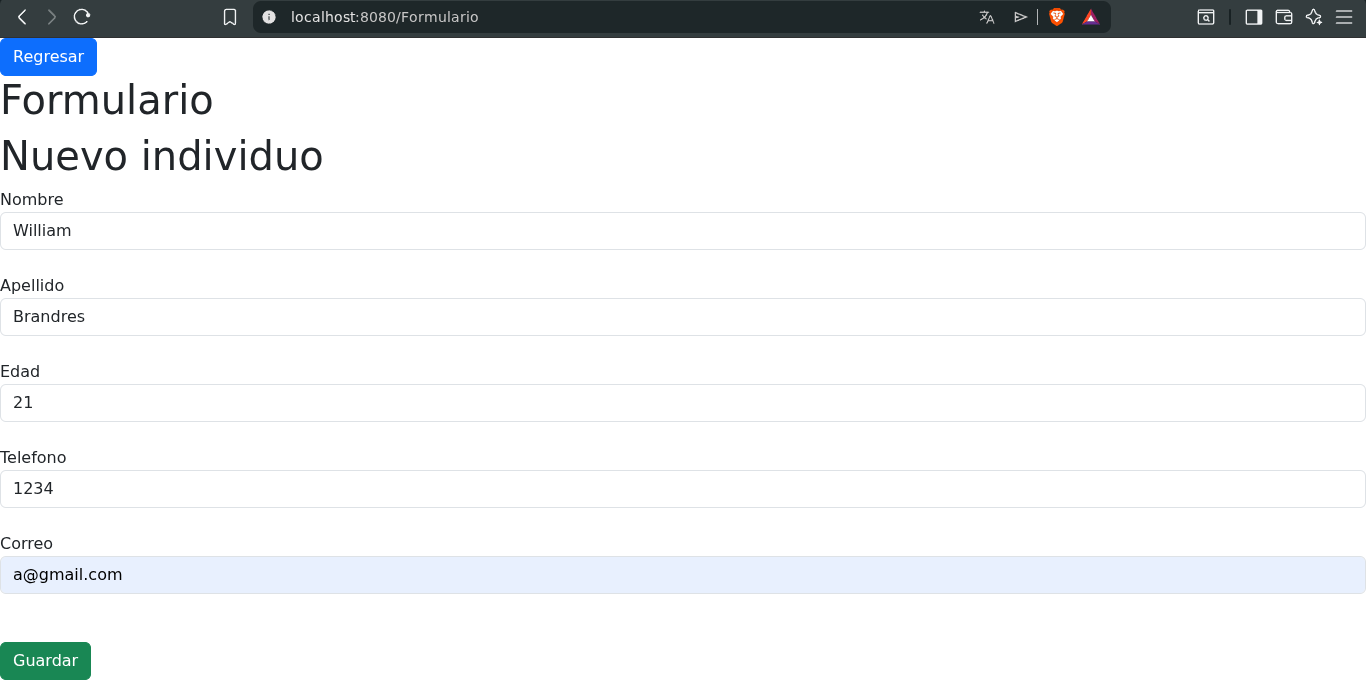 localhost:8080/Formulario
Regresar
Formulario
Nuevo individuo
Nombre
William
Apellido
Brandres
Edad
21
Telefono
1234
Correo
a@gmail.com
Guardar